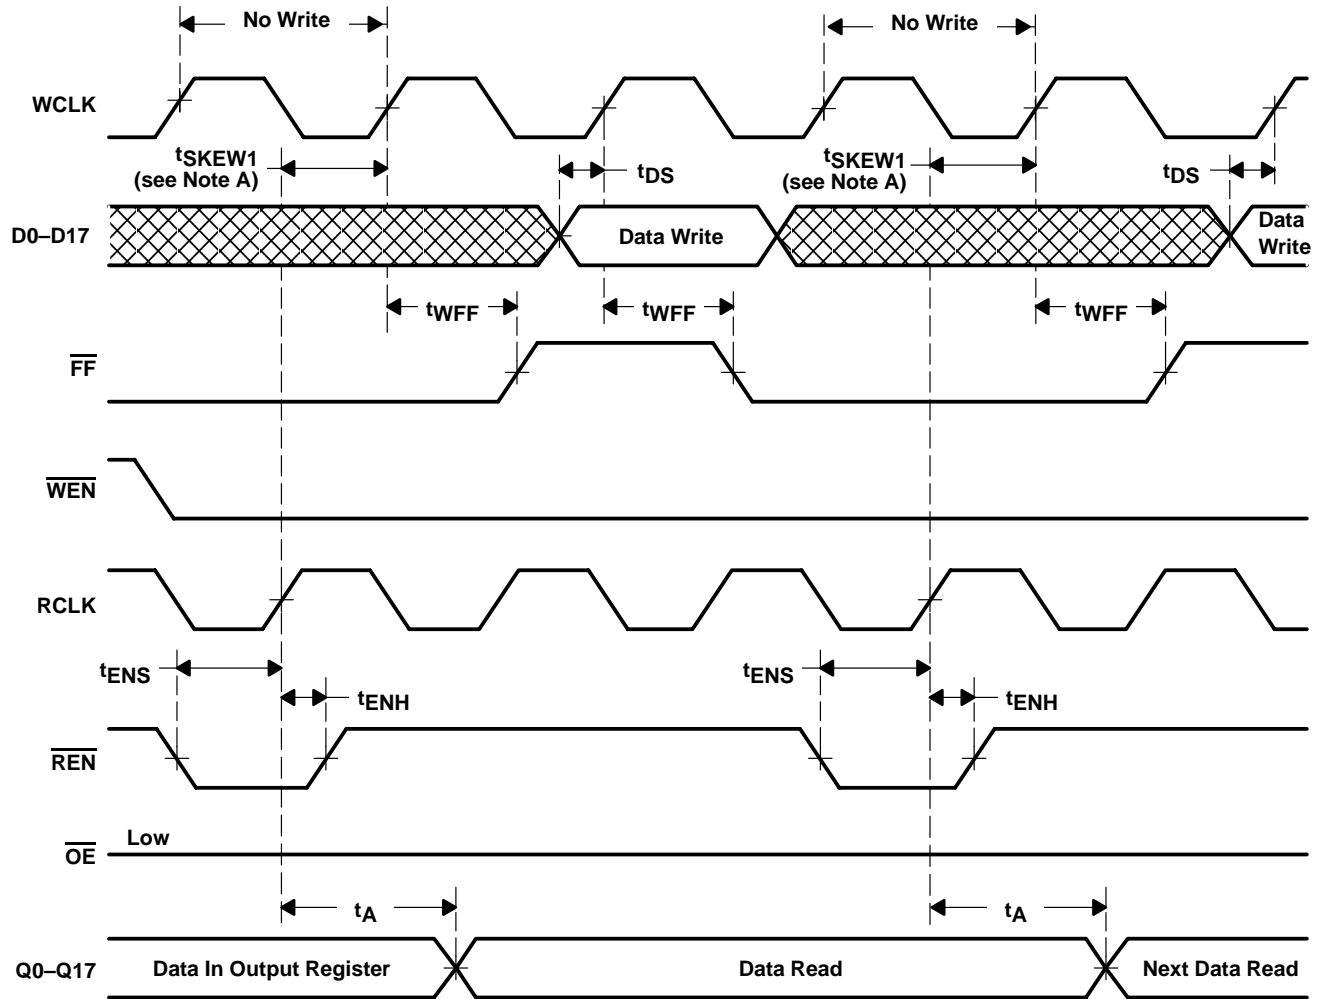 No Write
No Write
WCLK
tSKEW1
(see Note A)
tDS
tSKEW1
(see Note A)
tDS
D0–D17
Data Write
Data
Write
tWFF
tWFF
tWFF
FF
WEN
RCLK
tENS
tENH
tENS
tENH
REN
Low
OE
tA
tA
Q0–Q17
Data In Output Register
Data Read
Next Data Read